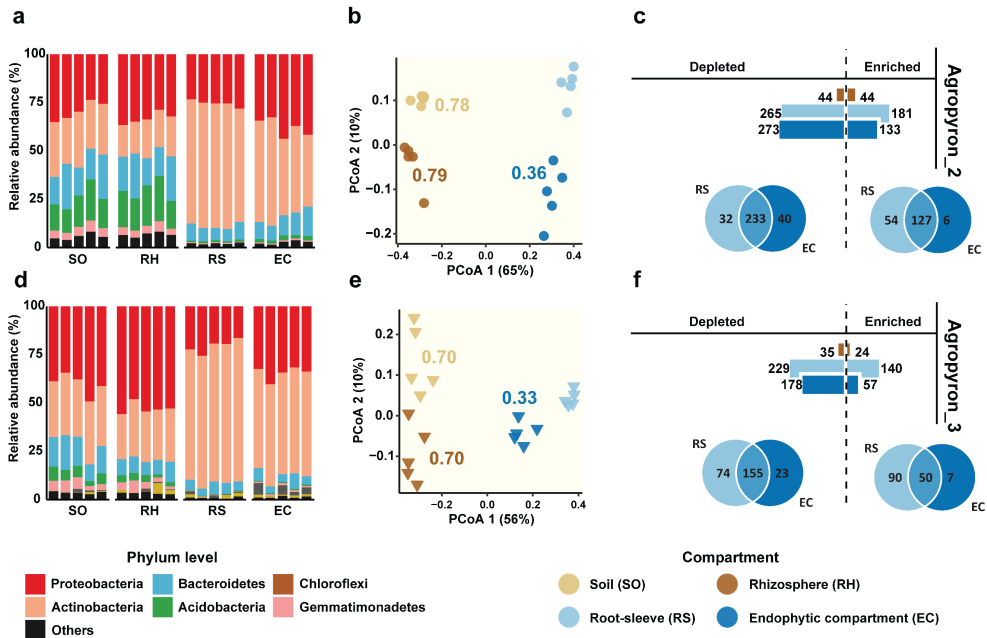 a
Relative abundance (%)
100
75
50
25
0
SO RH RS EC
b
PCoA 2 (10%)
0.1
0.0
−0.1
−0.2
0.78
0.79
0.36
−0.4 −0.2 0.0 0.2 0.4
PCoA 1 (65%)
c
Depleted Enriched
Agropyron_2
44 44
265 181
273 133
RS
32 233 40
EC
RS
54 127 6
EC
d
Relative abundance (%)
100
75
50
25
0
SO RH RS EC
e
PCoA 2 (10%)
0.2
0.1
0.0
−0.1
0.70
0.33
0.70
−0.2 0.0 0.2 0.4
PCoA 1 (56%)
f
Depleted Enriched
Agropyron_3
35 24
229 140
178 57
RS
74 155 23
EC
RS
90 50 7
EC
Phylum level
Proteobacteria Bacteroidetes Chloroflexi
Actinobacteria Acidobacteria Gemmatimonadetes
Others
Compartment
Soil (SO) Rhizosphere (RH)
Root-sleeve (RS) Endophytic compartment (EC)